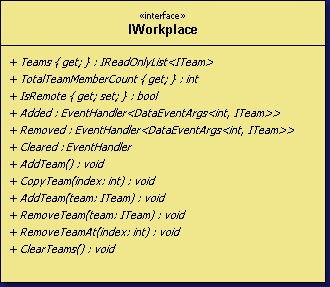 «interface»
IWorkplace
+ Teams { get; } : IReadOnlyList<ITeam>
+ TotalTeamMemberCount { get; } : int
+ IsRemote { get; set; } : bool
+ Added : EventHandler<DataEventArgs<int, ITeam>>
+ Removed : EventHandler<DataEventArgs<int, ITeam>>
+ Cleared : EventHandler
+ AddTeam() : void
+ CopyTeam(index: int) : void
+ AddTeam(team: ITeam) : void
+ RemoveTeam(team: ITeam) : void
+ RemoveTeamAt(index: int) : void
+ ClearTeams() : void